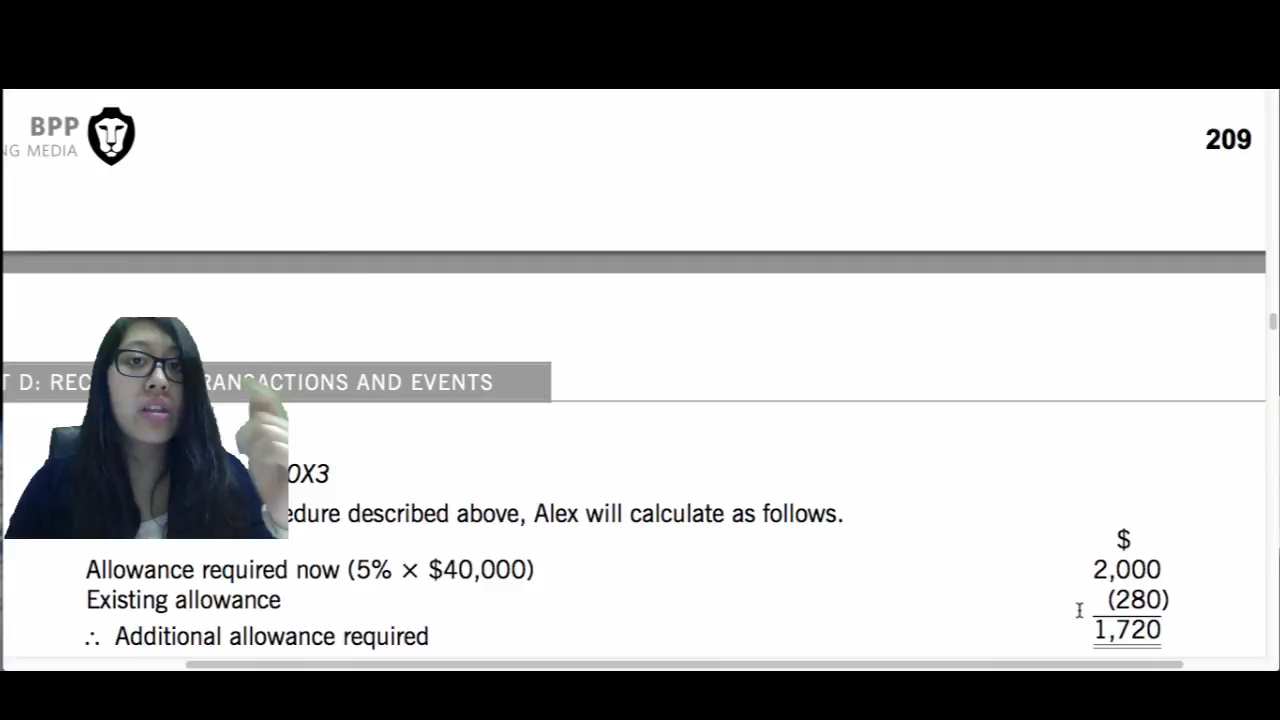 BPP
NG MEDIA
209
T D: REC RANSACTIONS AND EVENTS
0X3
edure described above, Alex will calculate as follows.
$
Allowance required now (5% × $40,000) 2,000
Existing allowance (280)
∴ Additional allowance required 1,720